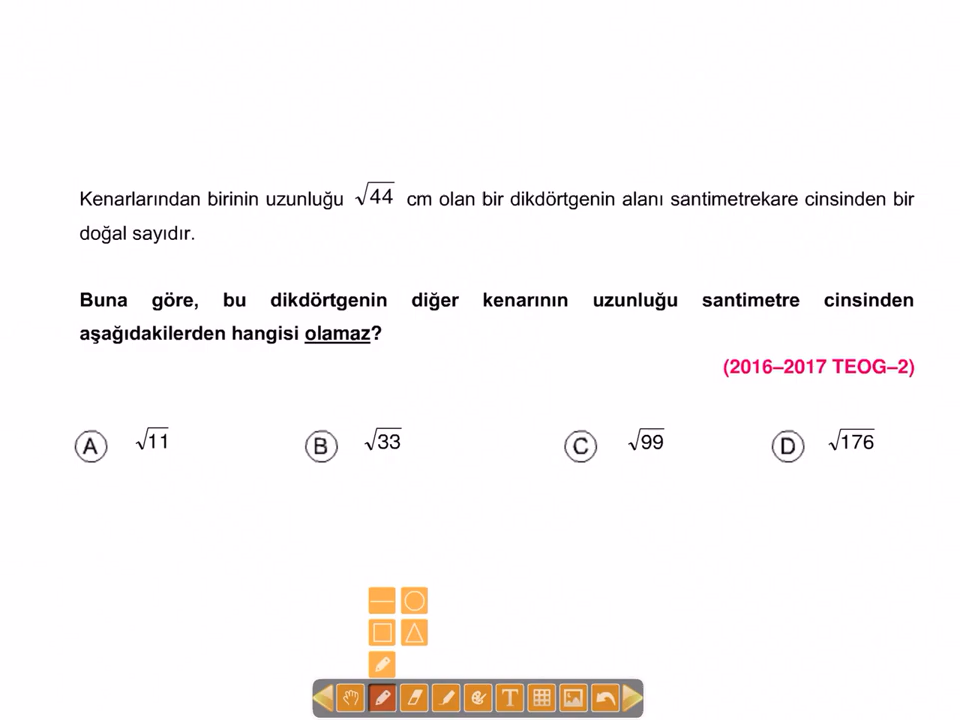 Kenarlarından birinin uzunluğu √44 cm olan bir dikdörtgenin alanı santimetrekare cinsinden bir
doğal sayıdır.
Buna göre, bu dikdörtgenin diğer kenarının uzunluğu santimetre cinsinden
aşağıdakilerden hangisi olamaz?
(2016–2017 TEOG–2)
A √11 B √33 C √99 D √176
T